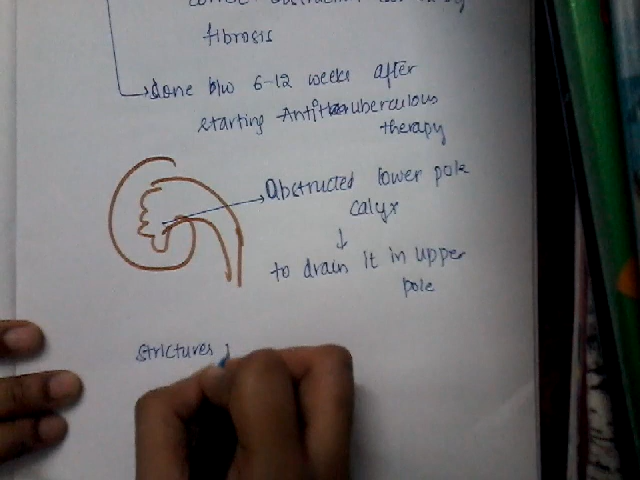 fibrosis
done b/w 6-12 weeks after
starting Antituberculous
therapy
Obstructed lower pole
calyx
to drain it in upper
pole
strictures